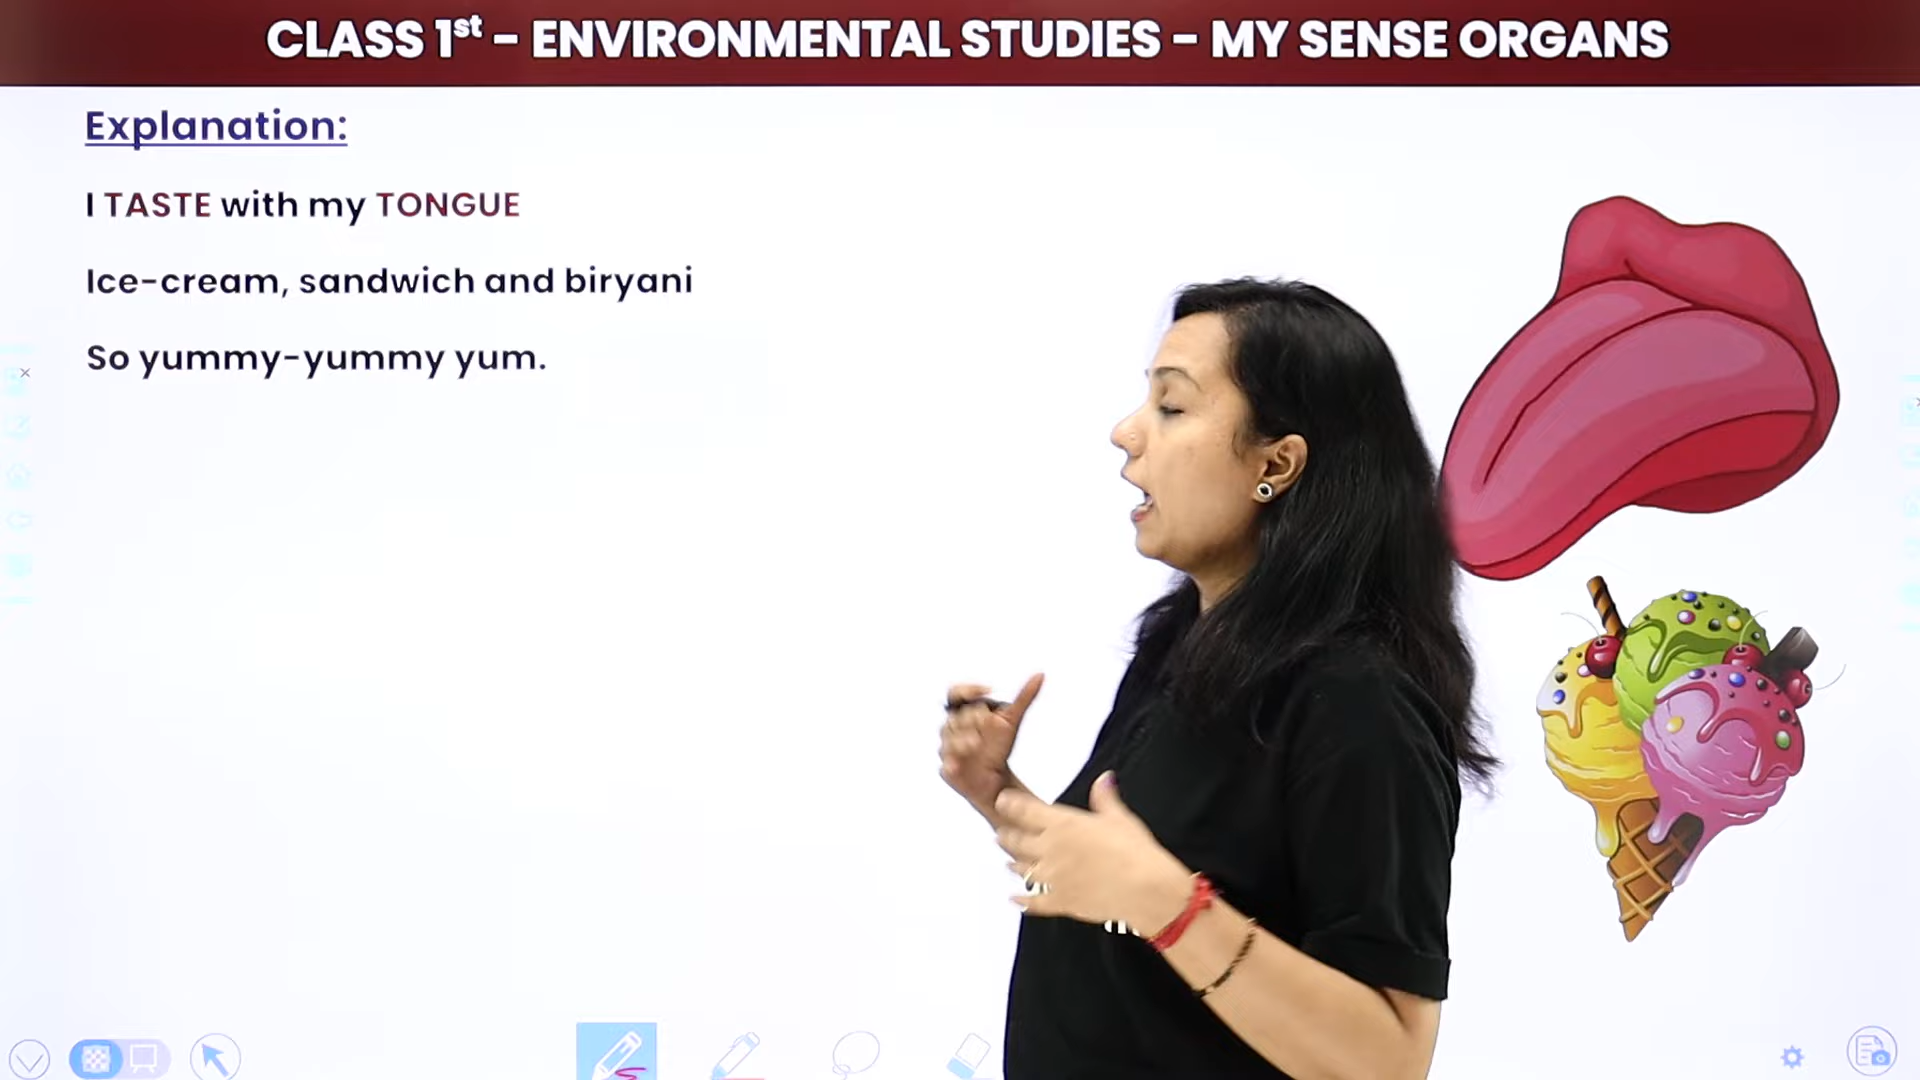 CLASS 1st – ENVIRONMENTAL STUDIES – MY SENSE ORGANS
Explanation:
I TASTE with my TONGUE
Ice-cream, sandwich and biryani
So yummy-yummy yum.